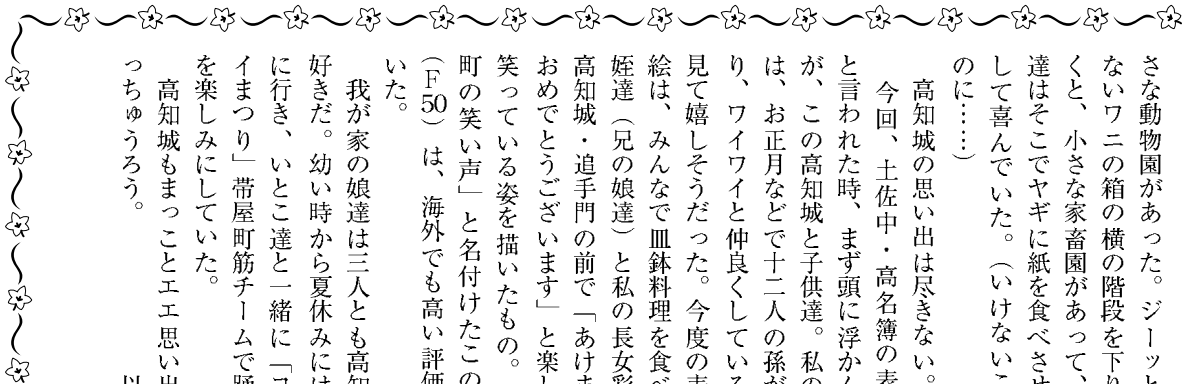 さな動物園があった。ジーッと
ないワニの箱の横の階段を下り
くと、小さな家畜園があって、
達はそこでヤギに紙を食べさせ
して喜んでいた。（いけないこ
のに……）
高知城の思い出は尽きない。
今回、土佐中・高名簿の表
と言われた時、まず頭に浮かん
が、この高知城と子供達。私の
は、お正月などで十二人の孫が
り、ワイワイと仲良くしている
見て嬉しそうだった。今度の表
絵は、みんなで皿鉢料理を食べ
姪達（兄の娘達）と私の長女彩
高知城・追手門の前で「あけま
おめでとうございます」と楽し
笑っている姿を描いたもの。
町の笑い声」と名付けたこの
（F50）は、海外でも高い評価
いた。
我が家の娘達は三人とも高知
好きだ。幼い時から夏休みには
に行き、いとこ達と一緒に「ヨ
イまつり」帯屋町筋チームで踊
を楽しみにしていた。
高知城もまっことエエ思い出
っちゅうろう。